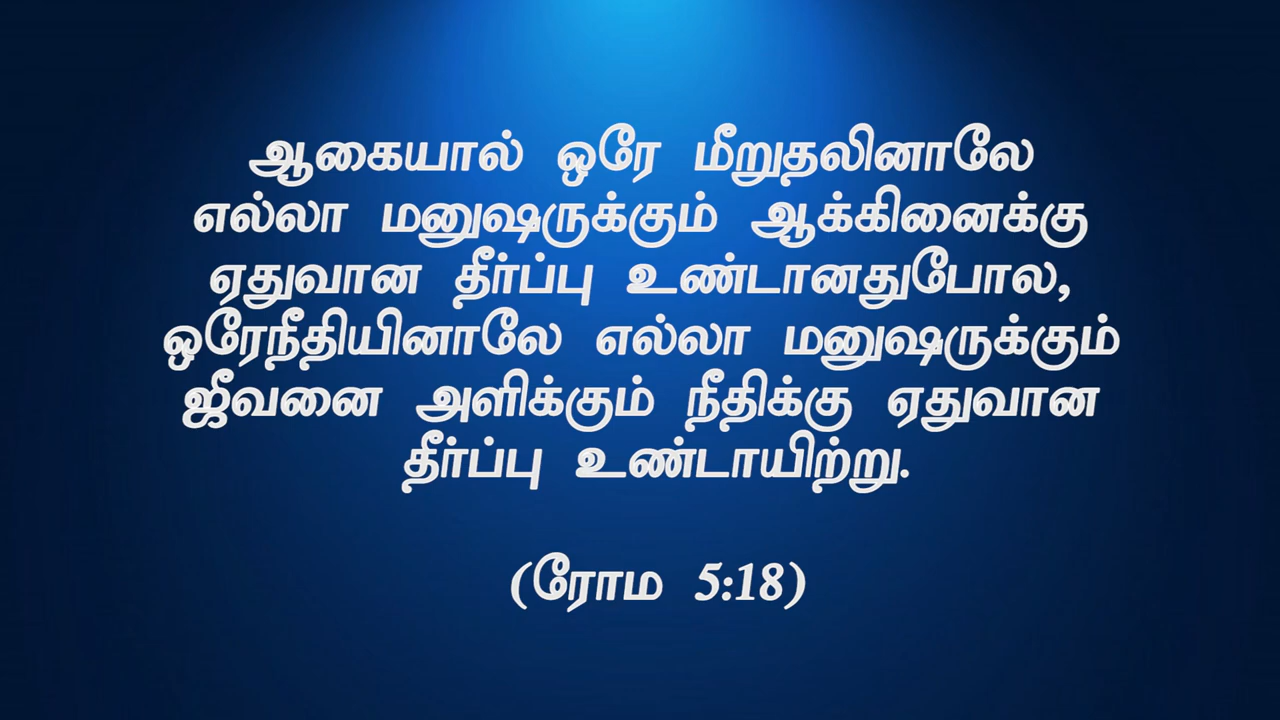 ஆகையால் ஒரே மீறுதலினாலே
எல்லா மனுஷருக்கும் ஆக்கினைக்கு
ஏதுவான தீர்ப்பு உண்டானதுபோல,
ஒரேநீதியினாலே எல்லா மனுஷருக்கும்
ஜீவனை அளிக்கும் நீதிக்கு ஏதுவான
தீர்ப்பு உண்டாயிற்று.
(ரோம 5:18)